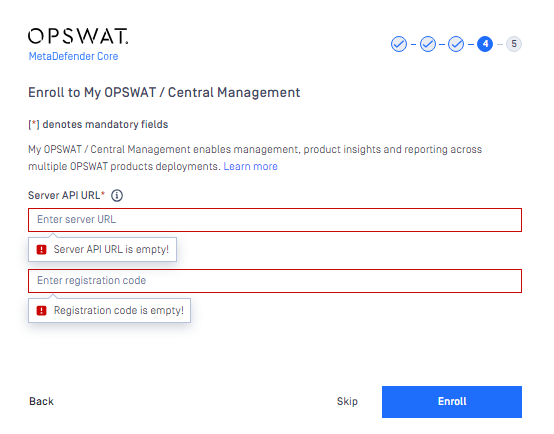 OPSWAT.
MetaDefender Core
4
5
Enroll to My OPSWAT / Central Management
[*] denotes mandatory fields
My OPSWAT / Central Management enables management, product insights and reporting across
multiple OPSWAT products deployments. Learn more
Server API URL*
Enter server URL
Server API URL is empty!
Enter registration code
Registration code is empty!
Back
Skip
Enroll